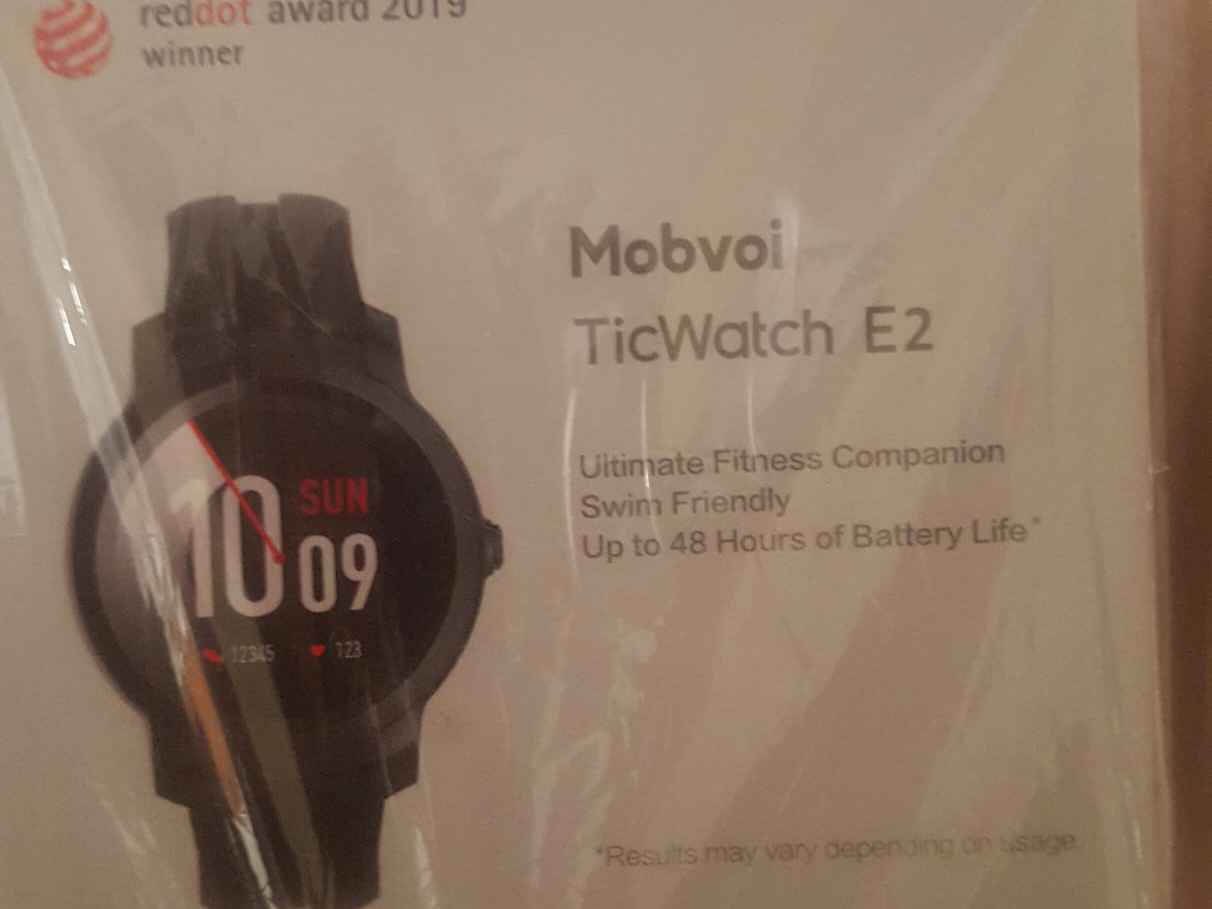 reddot award 2019
winner
Mobvoi
TicWatch E2
10 SUN
09
12345 123
Ultimate Fitness Companion
Swim Friendly
Up to 48 Hours of Battery Life*
*Results may vary depending on usage.